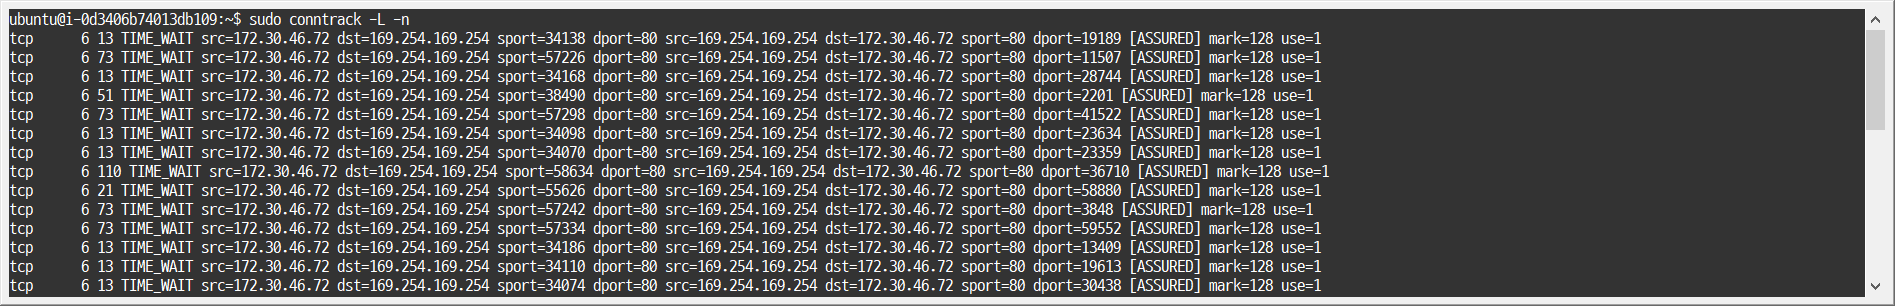 ubuntu@i-0d3406b74013db109:~$ sudo conntrack -L -n
tcp      6 13 TIME_WAIT src=172.30.46.72 dst=169.254.169.254 sport=34138 dport=80 src=169.254.169.254 dst=172.30.46.72 sport=80 dport=19189 [ASSURED] mark=128 use=1
tcp      6 73 TIME_WAIT src=172.30.46.72 dst=169.254.169.254 sport=57226 dport=80 src=169.254.169.254 dst=172.30.46.72 sport=80 dport=11507 [ASSURED] mark=128 use=1
tcp      6 13 TIME_WAIT src=172.30.46.72 dst=169.254.169.254 sport=34168 dport=80 src=169.254.169.254 dst=172.30.46.72 sport=80 dport=28744 [ASSURED] mark=128 use=1
tcp      6 51 TIME_WAIT src=172.30.46.72 dst=169.254.169.254 sport=38490 dport=80 src=169.254.169.254 dst=172.30.46.72 sport=80 dport=2201 [ASSURED] mark=128 use=1
tcp      6 73 TIME_WAIT src=172.30.46.72 dst=169.254.169.254 sport=57298 dport=80 src=169.254.169.254 dst=172.30.46.72 sport=80 dport=41522 [ASSURED] mark=128 use=1
tcp      6 13 TIME_WAIT src=172.30.46.72 dst=169.254.169.254 sport=34098 dport=80 src=169.254.169.254 dst=172.30.46.72 sport=80 dport=23634 [ASSURED] mark=128 use=1
tcp      6 13 TIME_WAIT src=172.30.46.72 dst=169.254.169.254 sport=34070 dport=80 src=169.254.169.254 dst=172.30.46.72 sport=80 dport=23359 [ASSURED] mark=128 use=1
tcp      6 110 TIME_WAIT src=172.30.46.72 dst=169.254.169.254 sport=58634 dport=80 src=169.254.169.254 dst=172.30.46.72 sport=80 dport=36710 [ASSURED] mark=128 use=1
tcp      6 21 TIME_WAIT src=172.30.46.72 dst=169.254.169.254 sport=55626 dport=80 src=169.254.169.254 dst=172.30.46.72 sport=80 dport=58880 [ASSURED] mark=128 use=1
tcp      6 73 TIME_WAIT src=172.30.46.72 dst=169.254.169.254 sport=57242 dport=80 src=169.254.169.254 dst=172.30.46.72 sport=80 dport=3848 [ASSURED] mark=128 use=1
tcp      6 73 TIME_WAIT src=172.30.46.72 dst=169.254.169.254 sport=57334 dport=80 src=169.254.169.254 dst=172.30.46.72 sport=80 dport=59552 [ASSURED] mark=128 use=1
tcp      6 13 TIME_WAIT src=172.30.46.72 dst=169.254.169.254 sport=34186 dport=80 src=169.254.169.254 dst=172.30.46.72 sport=80 dport=13409 [ASSURED] mark=128 use=1
tcp      6 13 TIME_WAIT src=172.30.46.72 dst=169.254.169.254 sport=34110 dport=80 src=169.254.169.254 dst=172.30.46.72 sport=80 dport=19613 [ASSURED] mark=128 use=1
tcp      6 13 TIME_WAIT src=172.30.46.72 dst=169.254.169.254 sport=34074 dport=80 src=169.254.169.254 dst=172.30.46.72 sport=80 dport=30438 [ASSURED] mark=128 use=1